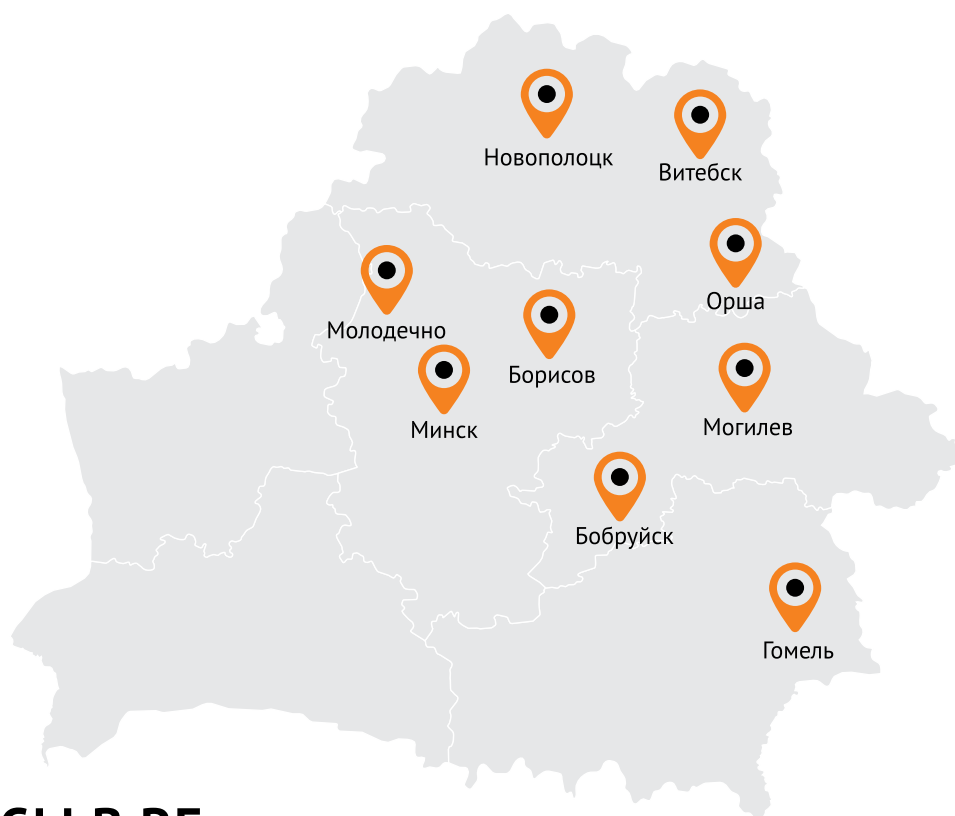 Новополоцк
Витебск
Орша
Молодечно
Борисов
Минск
Могилев
Бобруйск
Гомель